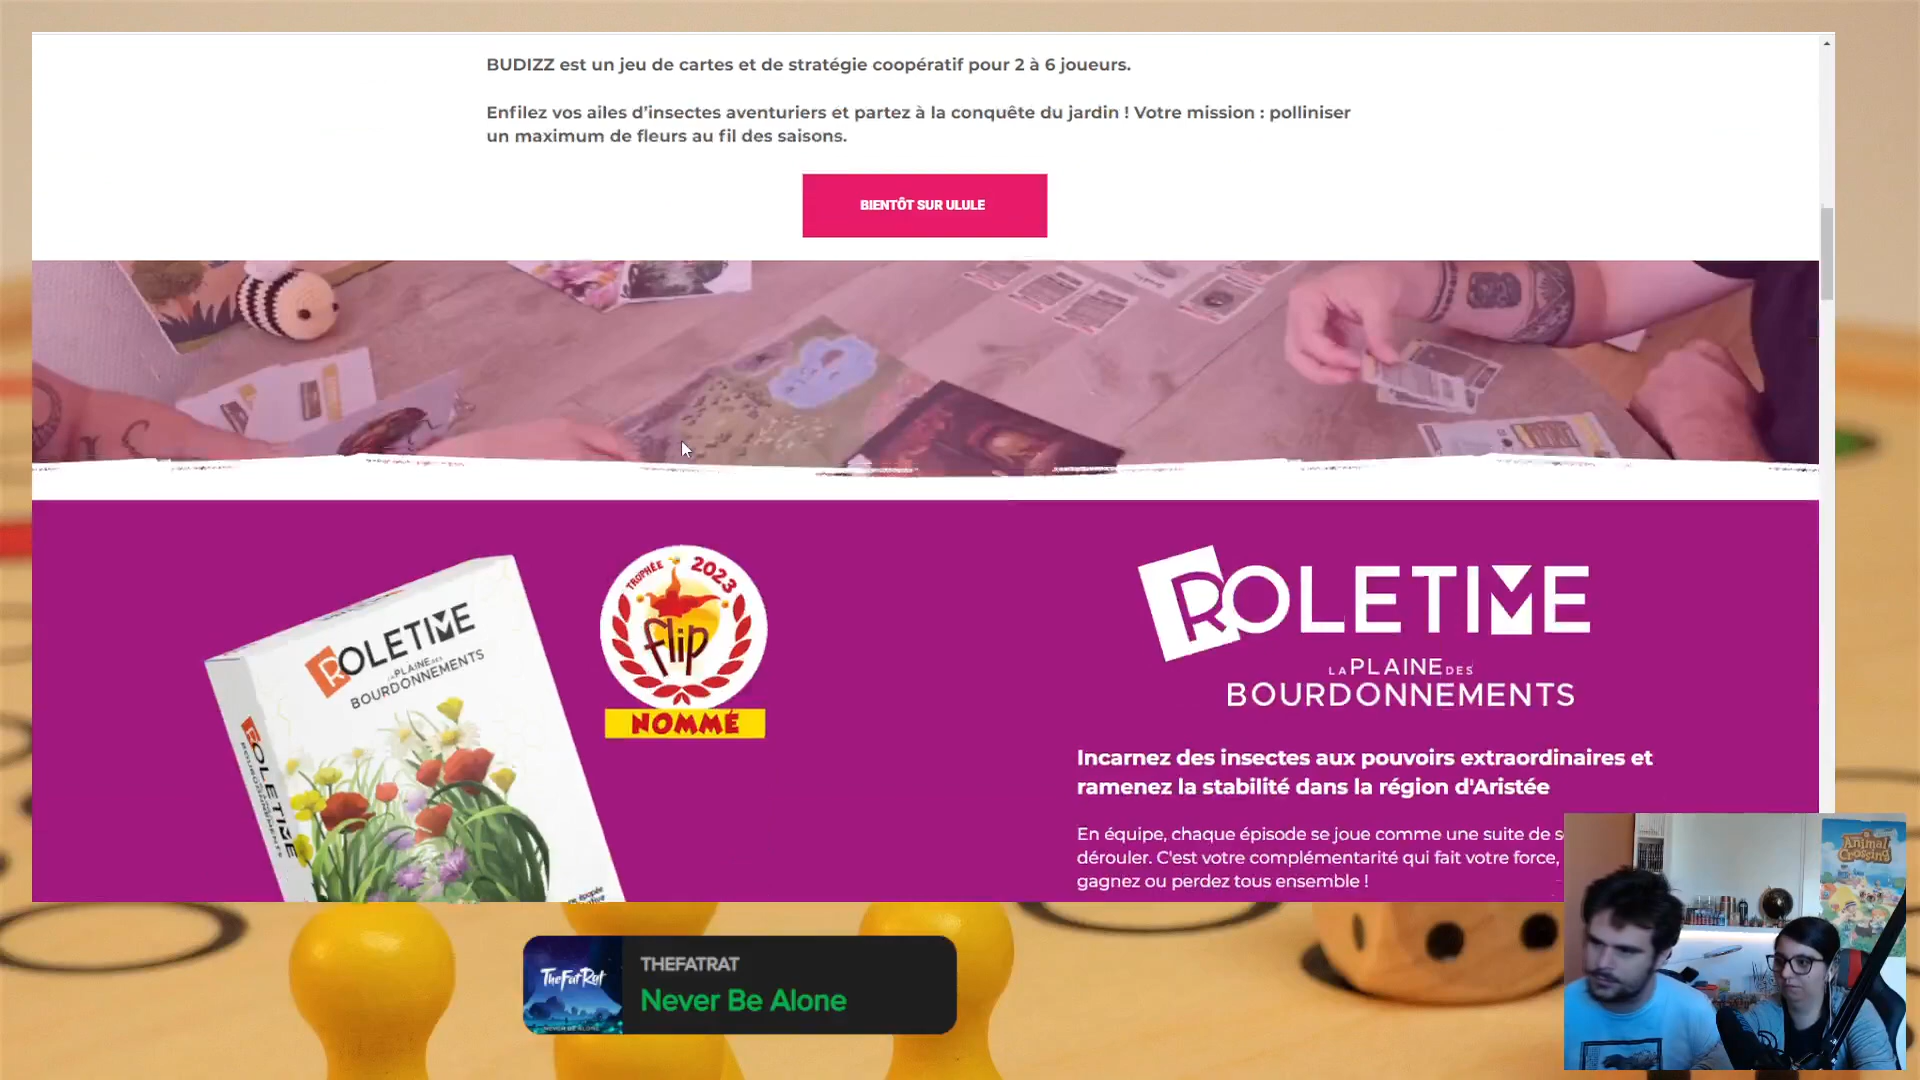 BUDIZZ est un jeu de cartes et de stratégie coopératif pour 2 à 6 joueurs.
Enfilez vos ailes d’insectes aventuriers et partez à la conquête du jardin ! Votre mission : polliniser
un maximum de fleurs au fil des saisons.
BIENTÔT SUR ULULE
TROPHÉE 2023
flip
NOMMÉ
ROLETIME
LA PLAINE DES
BOURDONNEMENTS
ROLETIME
LA PLAINE DES
BOURDONNEMENTS
ROLETIME
Incarnez des insectes aux pouvoirs extraordinaires et
ramenez la stabilité dans la région d'Aristée
En équipe, chaque épisode se joue comme une suite de
dérouler. C'est votre complémentarité qui fait votre force,
gagnez ou perdez tous ensemble !
Animal
Crossing
TheFatRat
NEVER BE ALONE
THEFATRAT
Never Be Alone